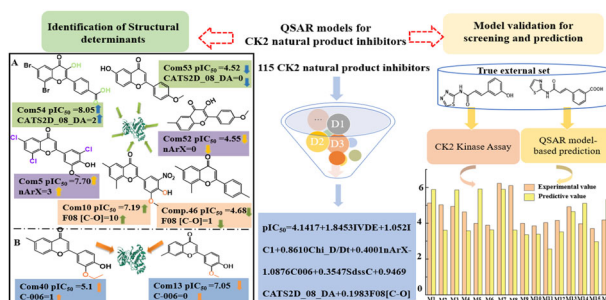 Identification of Structural
determinants
QSAR models for
CK2 natural product inhibitors
Model validation for
screening and prediction
A
Com53 pIC50 =4.52
CATS2D_08_DA=0
Com54 pIC50 =8.05
CATS2D_08_DA=2
Com52 pIC50 =4.55
nArX=0
Com5 pIC50 =7.70
nArX=3
Com10 pIC50 =7.19
F08 [C-O]=10
Comp.46 pIC50 =4.68
F08 [C-O]=1
B
Com40 pIC50 =5.1
C-006=1
Com13 pIC50 =7.05
C-006=0
115 CK2 natural product inhibitors
...
D1
D2
D3
pIC50=4.1417+1.8453IVDE+1.052I
C1+0.8610Chi_D/Dt+0.4001nArX-
1.0876C006+0.3547SdssC+0.9469
CATS2D_08_DA+0.1983F08[C-O]
True external set
CK2 Kinase Assay
QSAR model-
based prediction
Experimental value
Predictive value